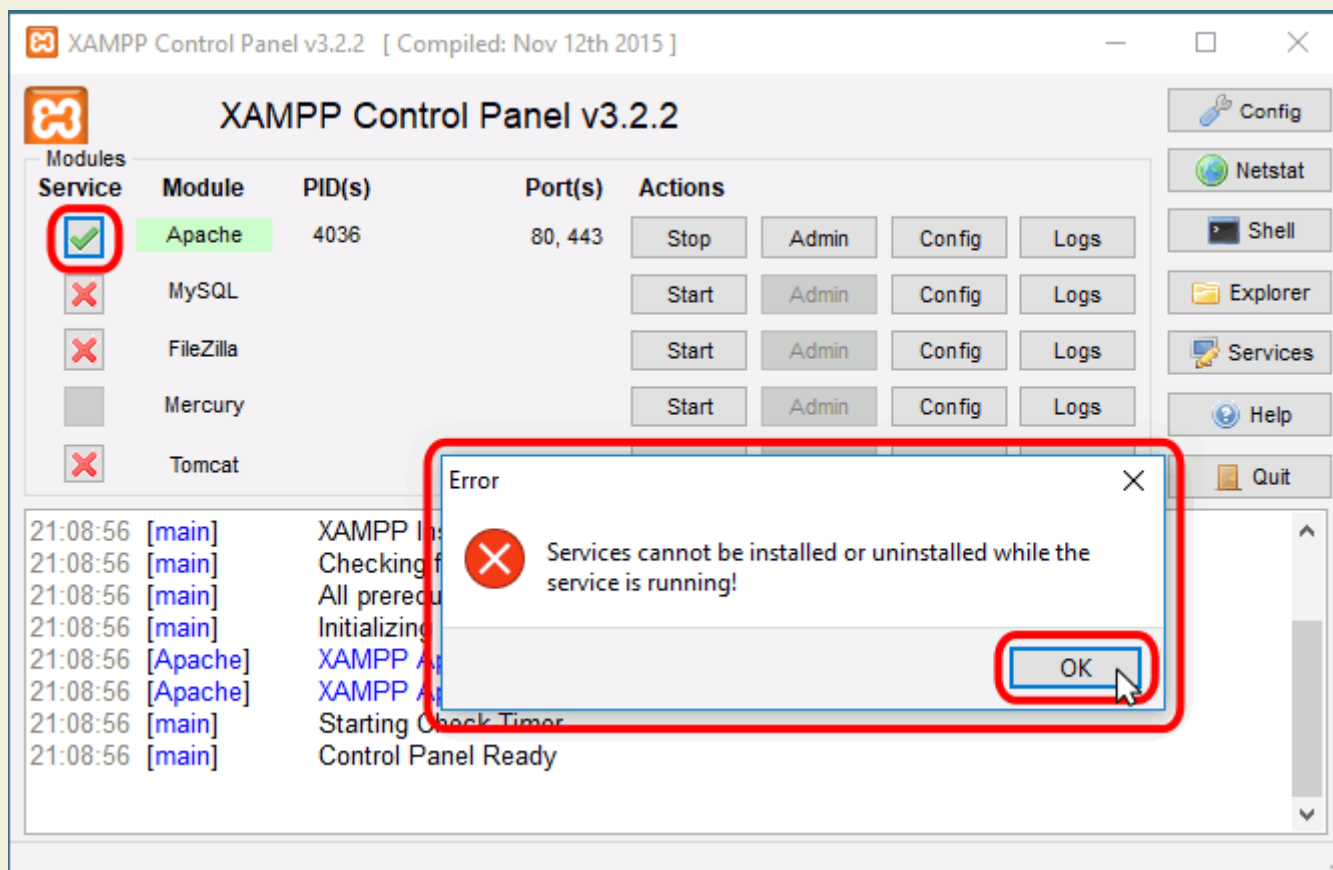 XAMPP Control Panel v3.2.2 [ Compiled: Nov 12th 2015 ]
XAMPP Control Panel v3.2.2
Config
Modules
Netstat
Service Module PID(s) Port(s) Actions
Apache 4036 80, 443 Stop Admin Config Logs
Shell
MySQL Start Admin Config Logs
Explorer
FileZilla Start Admin Config Logs
Services
Mercury Start Admin Config Logs
Help
Tomcat
Quit
Error
Services cannot be installed or uninstalled while the
service is running!
OK
21:08:56 [main] XAMPP
21:08:56 [main] Checking
21:08:56 [main] All
21:08:56 [main] Initializing
21:08:56 [Apache] XAMPP
21:08:56 [Apache] XAMPP
21:08:56 [main] Starting Check Timer
21:08:56 [main] Control Panel Ready